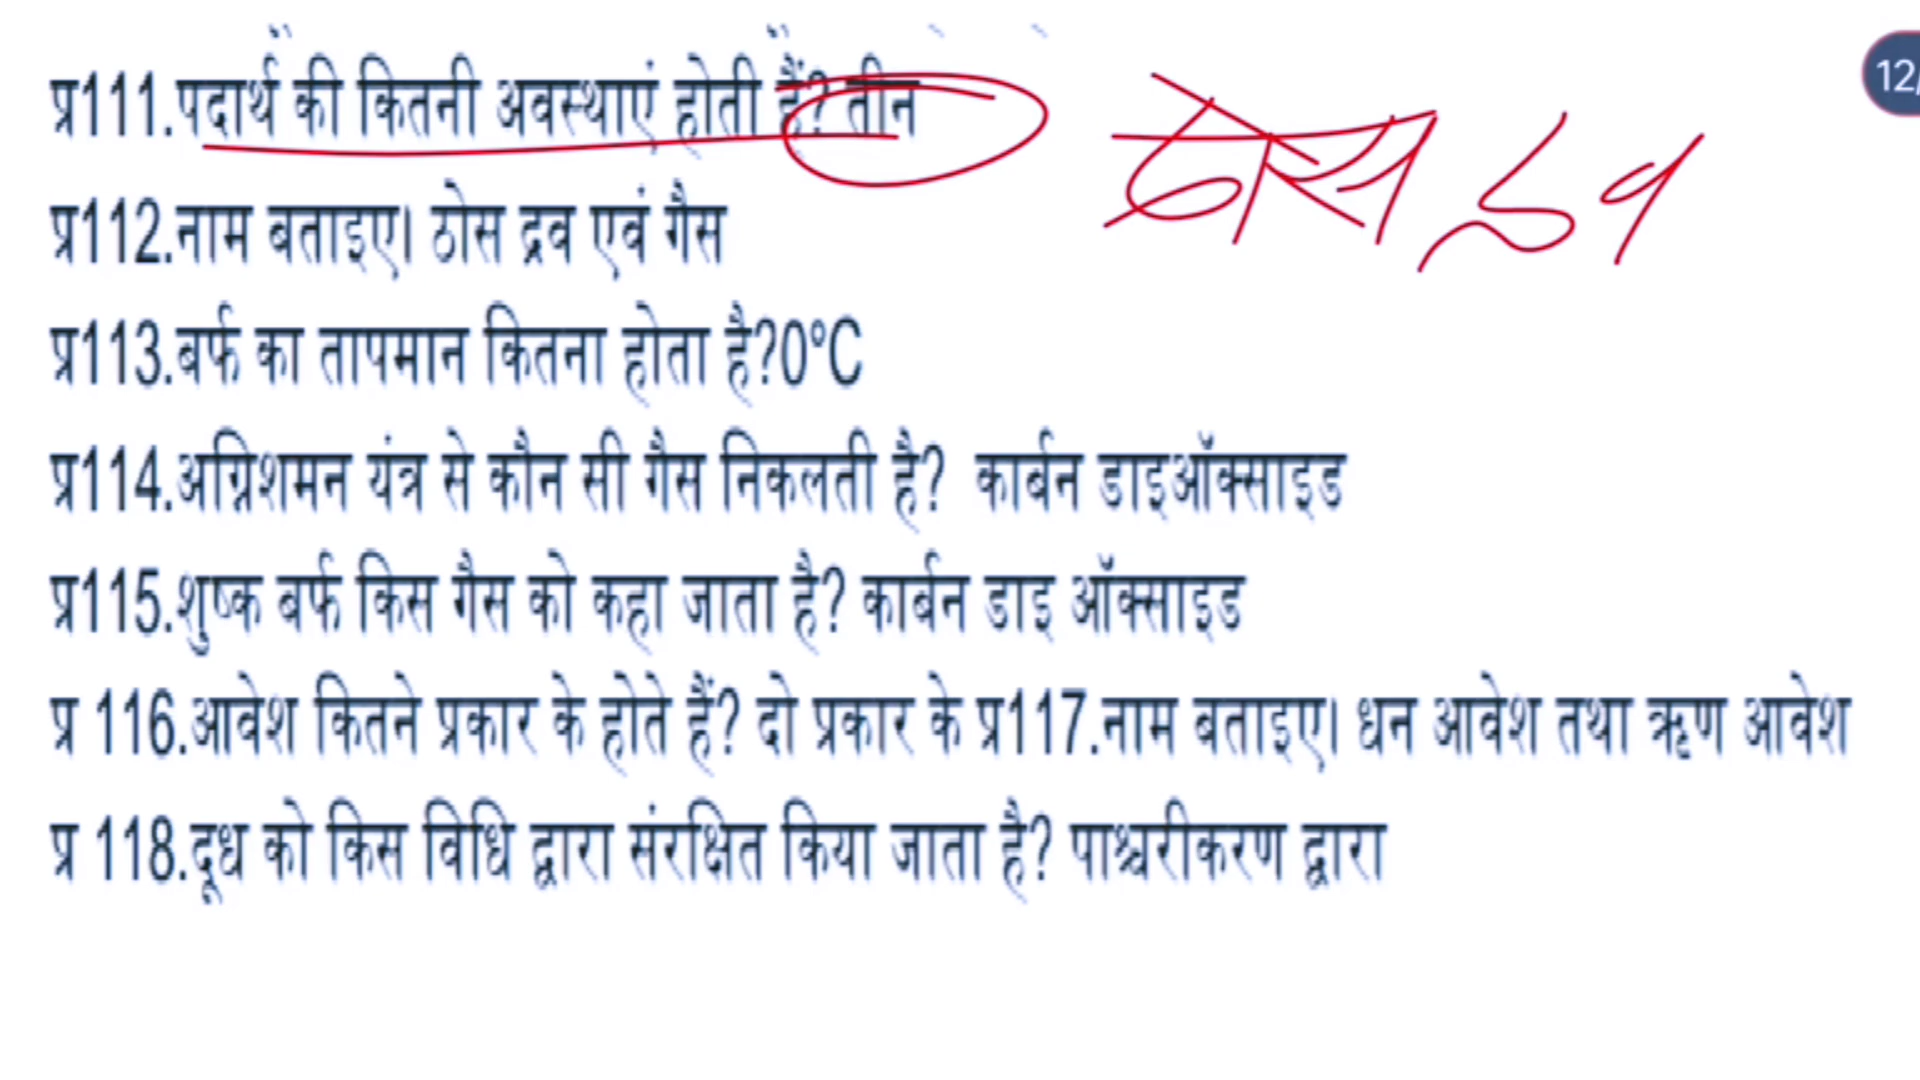 प्र111.पदार्थ की कितनी अवस्थाएं होती हैं? तीन
12/
प्र112.नाम बताइए। ठोस द्रव एवं गैस
प्र113.बर्फ का तापमान कितना होता है?0°C
प्र114.अग्निशमन यंत्र से कौन सी गैस निकलती है? कार्बन डाइऑक्साइड
प्र115.शुष्क बर्फ किस गैस को कहा जाता है? कार्बन डाइ ऑक्साइड
प्र 116.आवेश कितने प्रकार के होते हैं? दो प्रकार के प्र117.नाम बताइए। धन आवेश तथा ऋण आवेश
प्र 118.दूध को किस विधि द्वारा संरक्षित किया जाता है? पाश्चरीकरण द्वारा